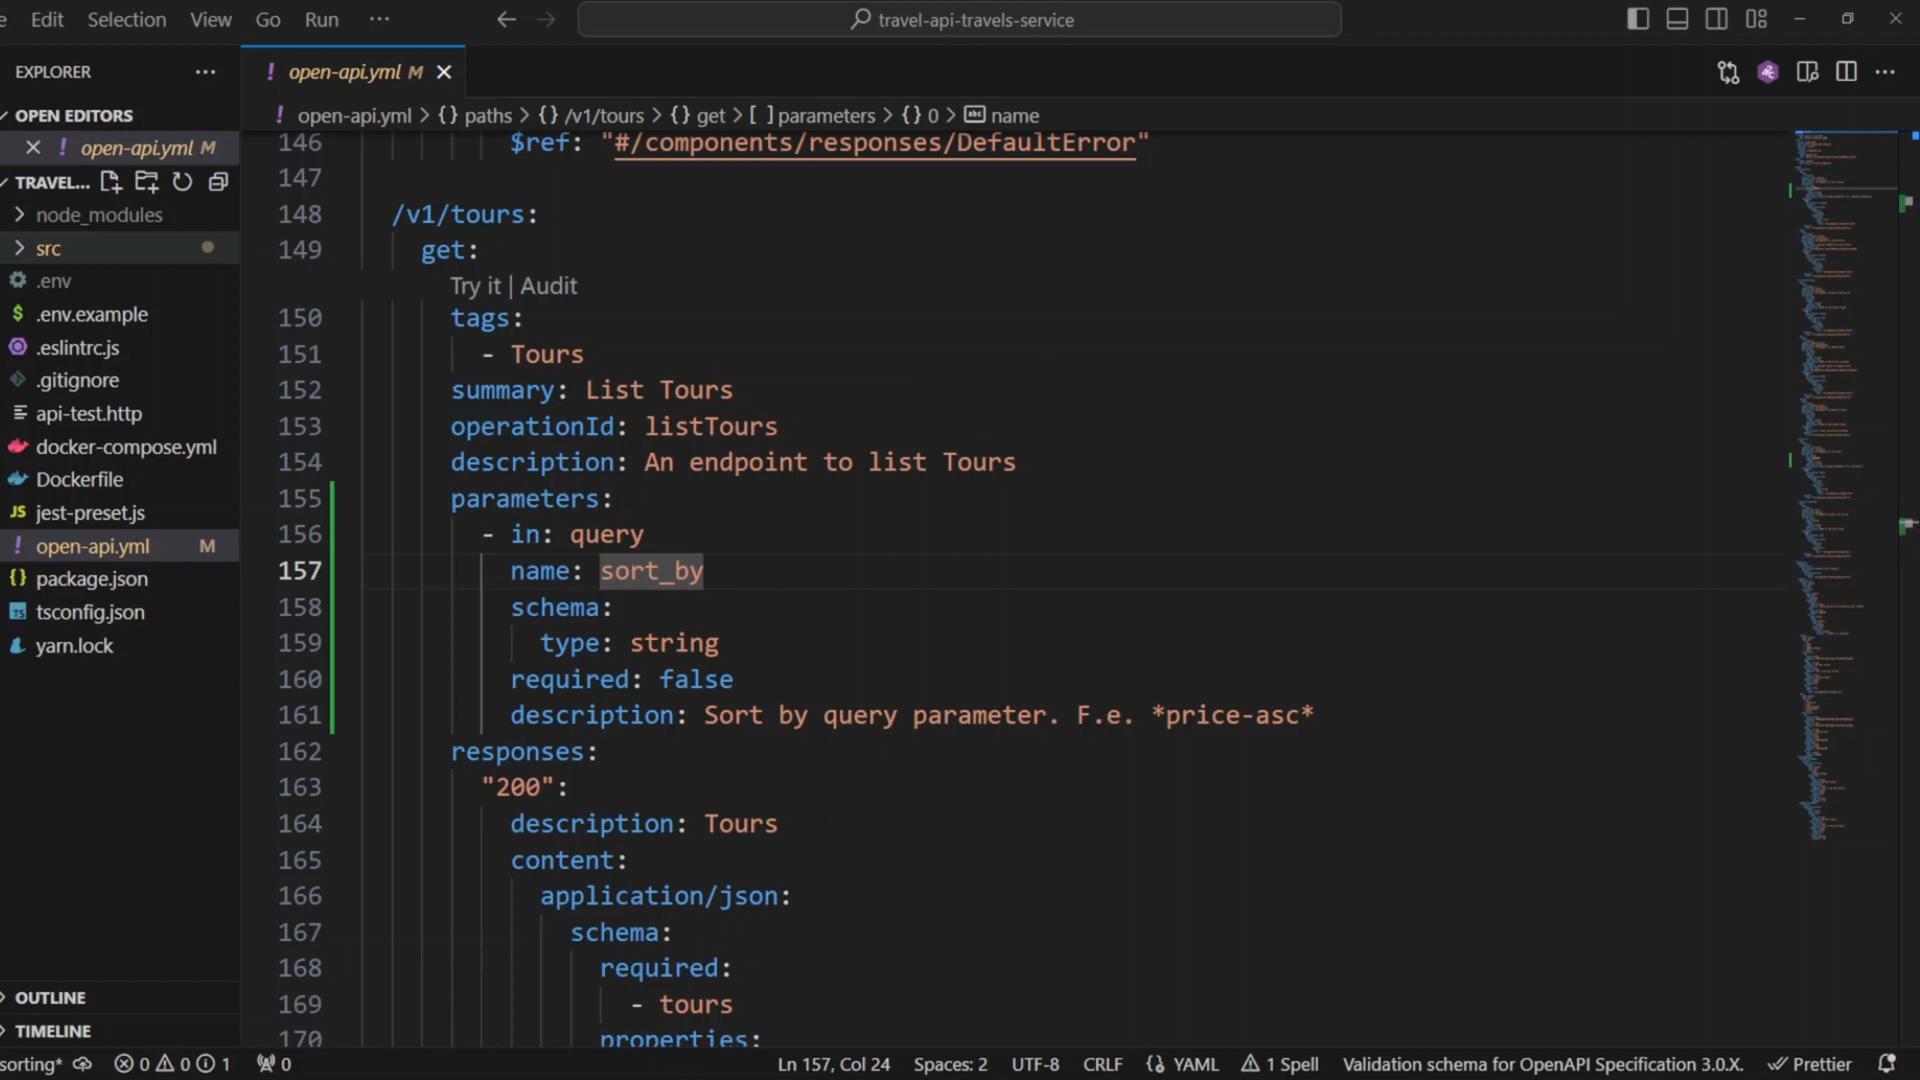 e Edit Selection View Go Run ···
travel-api-travels-service
EXPLORER ···
! open-api.yml M ×
OPEN EDITORS
× ! open-api.yml M
TRAVEL...
node_modules
src
.env
$ .env.example
.eslintrc.js
.gitignore
api-test.http
docker-compose.yml
Dockerfile
JS jest-preset.js
! open-api.yml M
{} package.json
TS tsconfig.json
yarn.lock
OUTLINE
TIMELINE
! open-api.yml > {} paths > {} /v1/tours > {} get > [ ] parameters > {} 0 > abc name
146 $ref: "#/components/responses/DefaultError"
147
148 /v1/tours:
149 get:
Try it | Audit
150 tags:
151 - Tours
152 summary: List Tours
153 operationId: listTours
154 description: An endpoint to list Tours
155 parameters:
156 - in: query
157 name: sort_by
158 schema:
159 type: string
160 required: false
161 description: Sort by query parameter. F.e. *price-asc*
162 responses:
163 "200":
164 description: Tours
165 content:
166 application/json:
167 schema:
168 required:
169 - tours
170 properties:
sorting* 0 0 1 0 Ln 157, Col 24 Spaces: 2 UTF-8 CRLF {} YAML 1 Spell Validation schema for OpenAPI Specification 3.0.X. Prettier